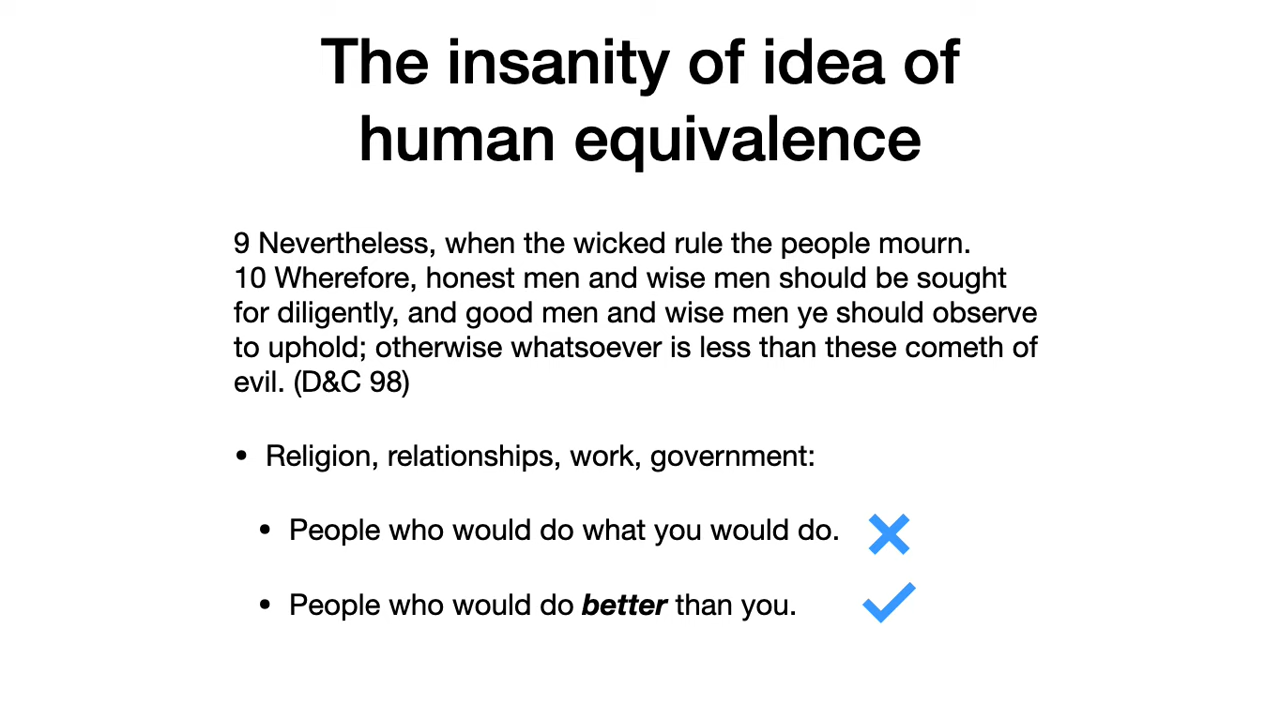 The insanity of idea of
human equivalence
9 Nevertheless, when the wicked rule the people mourn.
10 Wherefore, honest men and wise men should be sought
for diligently, and good men and wise men ye should observe
to uphold; otherwise whatsoever is less than these cometh of
evil. (D&C 98)
• Religion, relationships, work, government:
• People who would do what you would do.
• People who would do better than you.